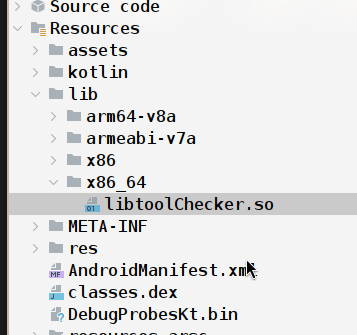 Source code
Resources
assets
kotlin
lib
arm64-v8a
armeabi-v7a
x86
x86_64
libtoolChecker.so
META-INF
res
AndroidManifest.xm
classes.dex
DebugProbesKt.bin